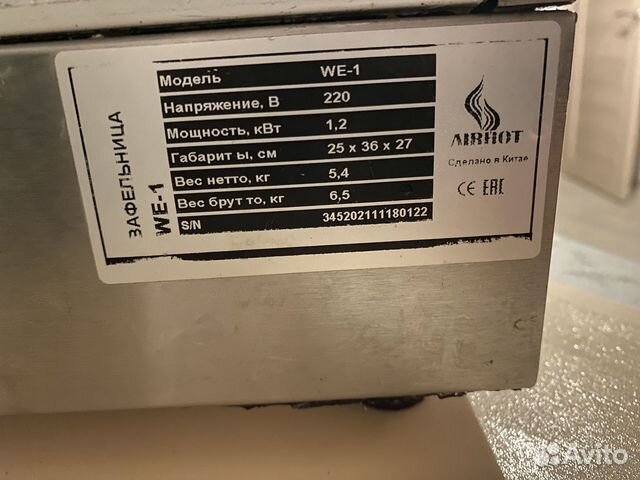 ЗАФЕЛЬНИЦА
WE-1
Модель WE-1
Напряжение, В 220
Мощность, кВт 1,2
Габарит ы, см 25 x 36 x 27
Вес нетто, кг 5,4
Вес брут то, кг 6,5
S/N 345202111180122
AIRHOT
Сделано в Китае
CE EAC
Avito